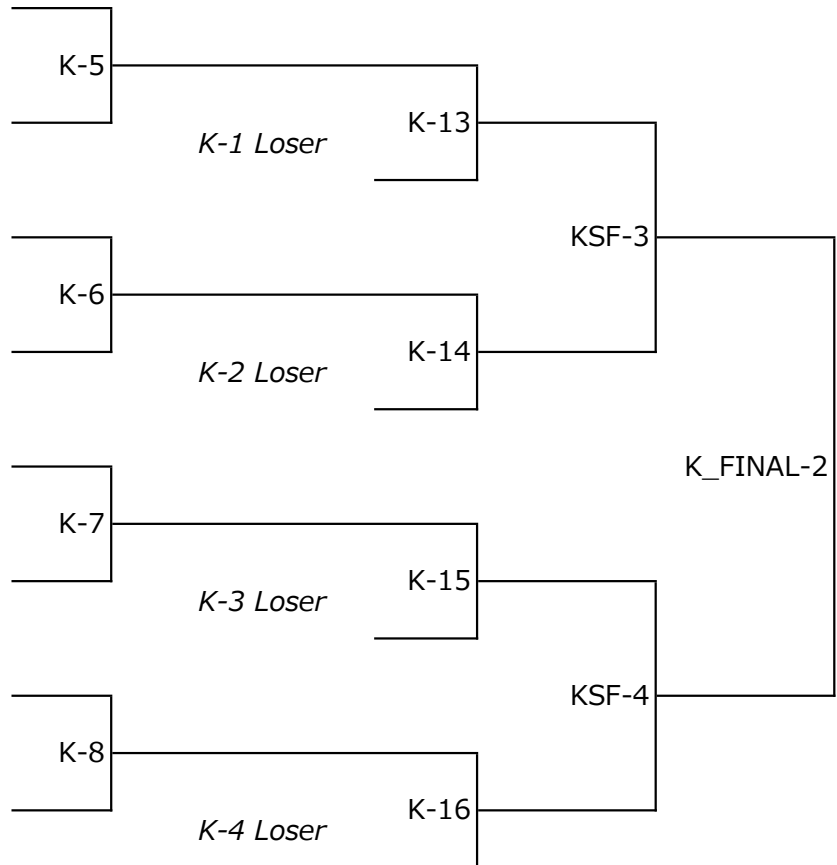 K-5
K-13
K-1 Loser
KSF-3
K-6
K-14
K-2 Loser
K_FINAL-2
K-7
K-15
K-3 Loser
KSF-4
K-8
K-16
K-4 Loser